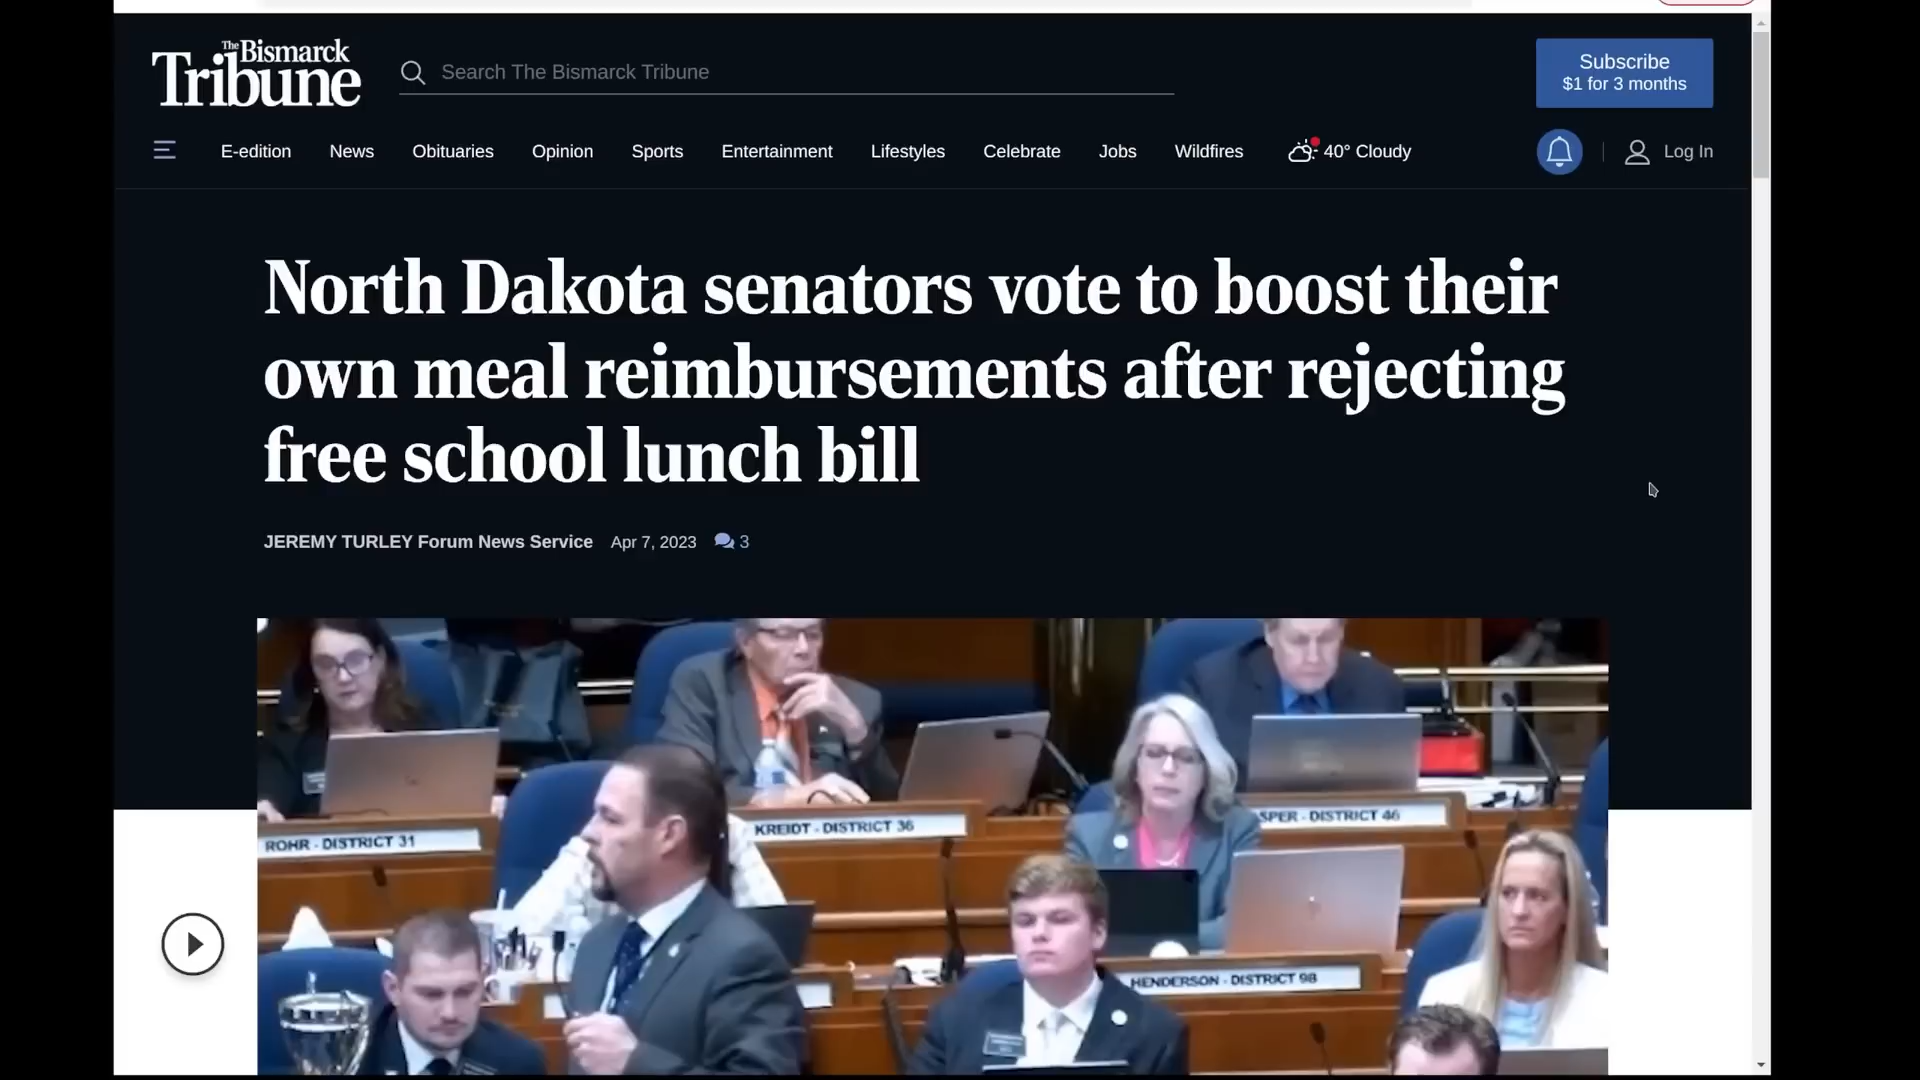 The Bismarck
Tribune
Search The Bismarck Tribune
Subscribe
$1 for 3 months
E-edition News Obituaries Opinion Sports Entertainment Lifestyles Celebrate Jobs Wildfires 40° Cloudy Log In
North Dakota senators vote to boost their
own meal reimbursements after rejecting
free school lunch bill
JEREMY TURLEY Forum News Service Apr 7, 2023 3
ROHR - DISTRICT 31
KREIDT - DISTRICT 36
SPER - DISTRICT 46
HENDERSON - DISTRICT 9B